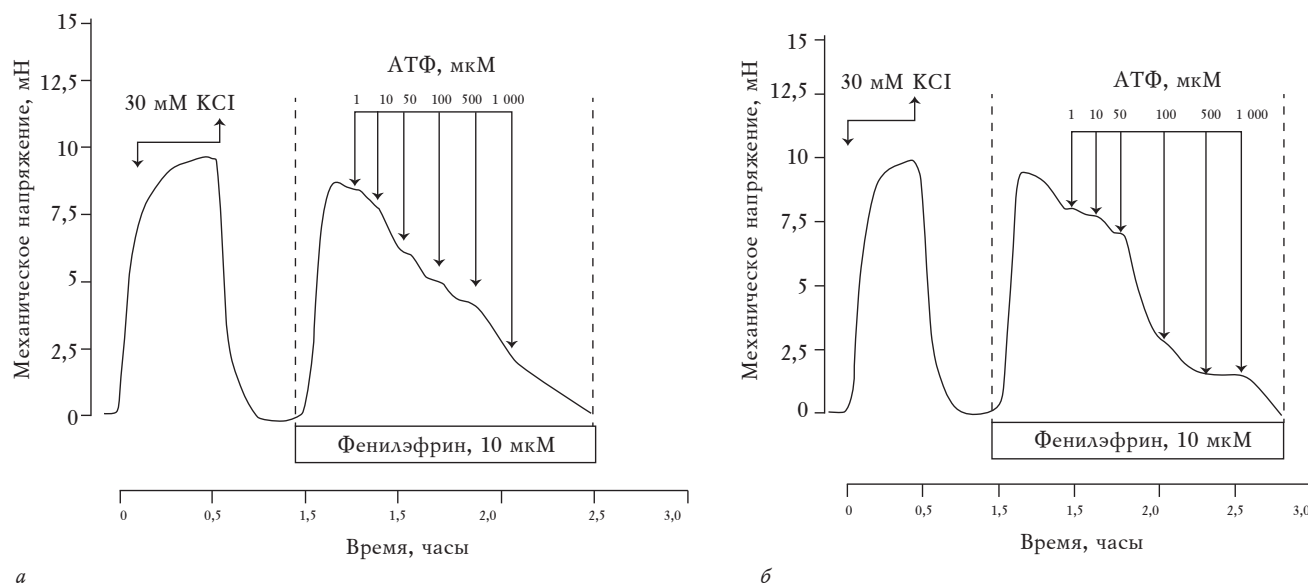 15
12,5
10
7,5
5
2,5
0
Механическое напряжение, мН
30 мМ KCI
АТФ, мкМ
1 10 50 100 500 1 000
Фенилэфрин, 10 мкМ
0 0,5 1,5 1,5 2,0 2,5 3,0
Время, часы
а
15
12,5
10
7,5
5
2,5
0
Механическое напряжение, мН
30 мМ KCI
АТФ, мкМ
1 10 50 100 500 1 000
Фенилэфрин, 10 мкМ
0 0,5 1,5 1,5 2,0 2,5 3,0
Время, часы
б